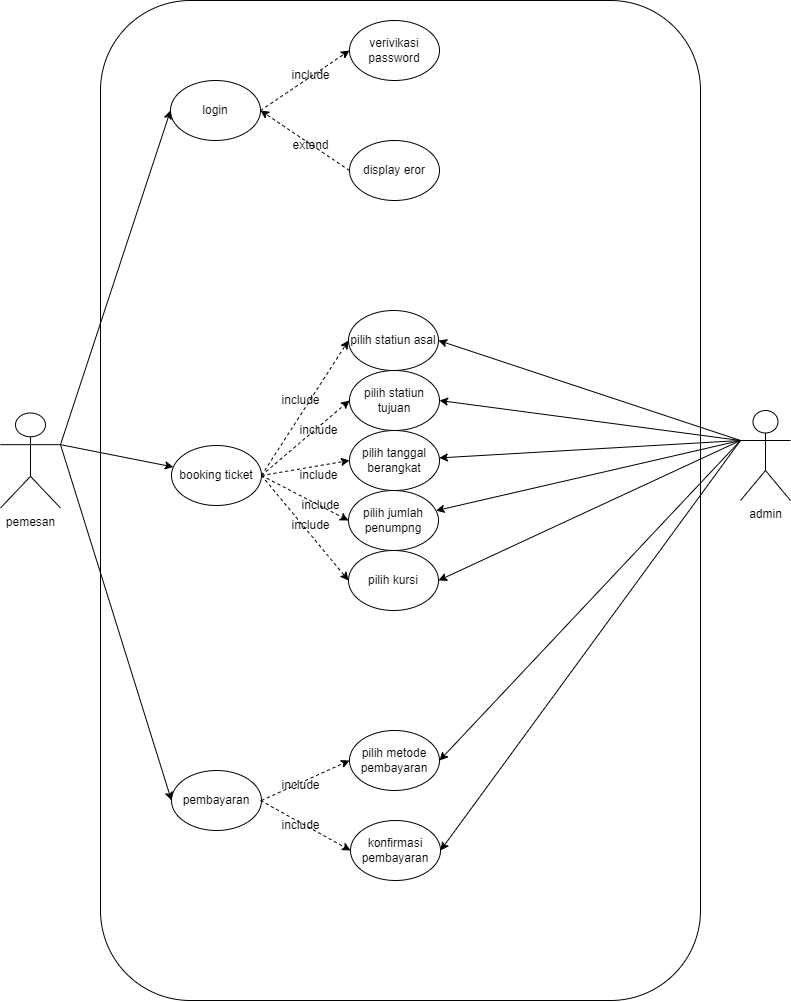 verivikasi
password
include
login
extend
display eror
pilih statiun asal
include
pilih statiun
tujuan
include
pilih tanggal
berangkat
booking ticket
include
include
pilih jumlah
penumpng
include
pilih kursi
pemesan
admin
pilih metode
pembayaran
include
pembayaran
include
konfirmasi
pembayaran